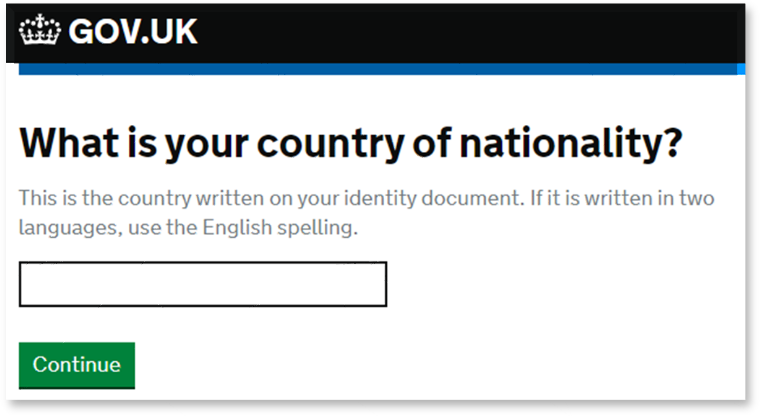 GOV.UK
What is your country of nationality?
This is the country written on your identity document. If it is written in two
languages, use the English spelling.
Continue